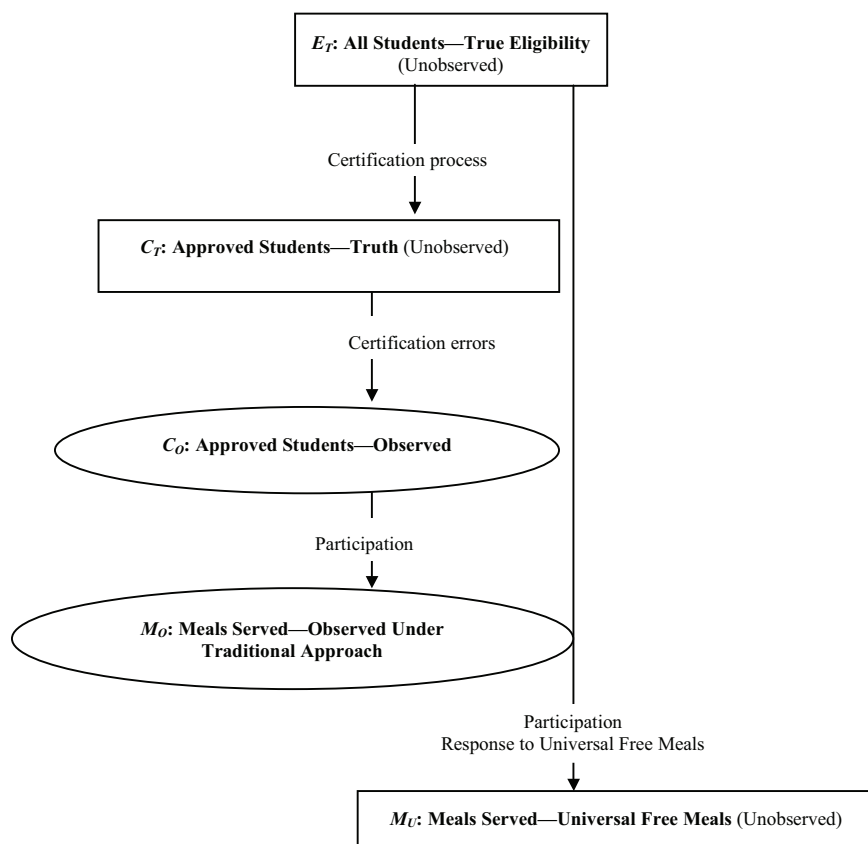 E_T: All Students—True Eligibility
(Unobserved)
Certification process
C_T: Approved Students—Truth (Unobserved)
Certification errors
C_O: Approved Students—Observed
Participation
M_O: Meals Served—Observed Under
Traditional Approach
Participation
Response to Universal Free Meals
M_U: Meals Served—Universal Free Meals (Unobserved)